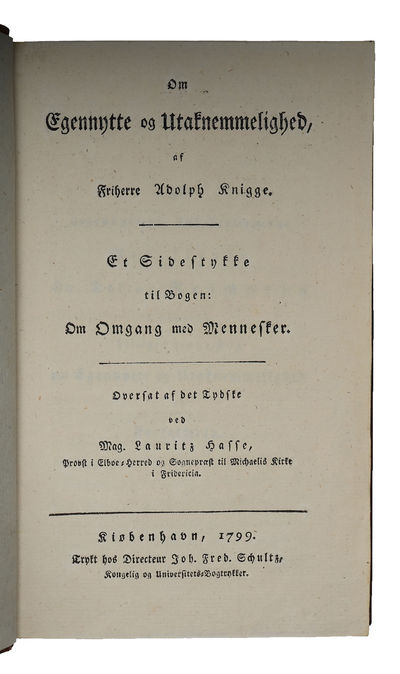 Om
Egennytte og Utaknemmelighed,
af
Friherre Adolph Knigge.
Et Sidestykke
til Bogen:
Om Omgang med Mennesker.
Oversat af det Tydske
ved
Mag. Lauritz Hasse,
Provst i Elboe-Herred og Sognepræst til Michaelis Kirke
i Fridericia.
Kiøbenhavn, 1799.
Trykt hos Directeur Joh. Fred. Schultz,
Kongelig og Universitets-Bogtrykker.